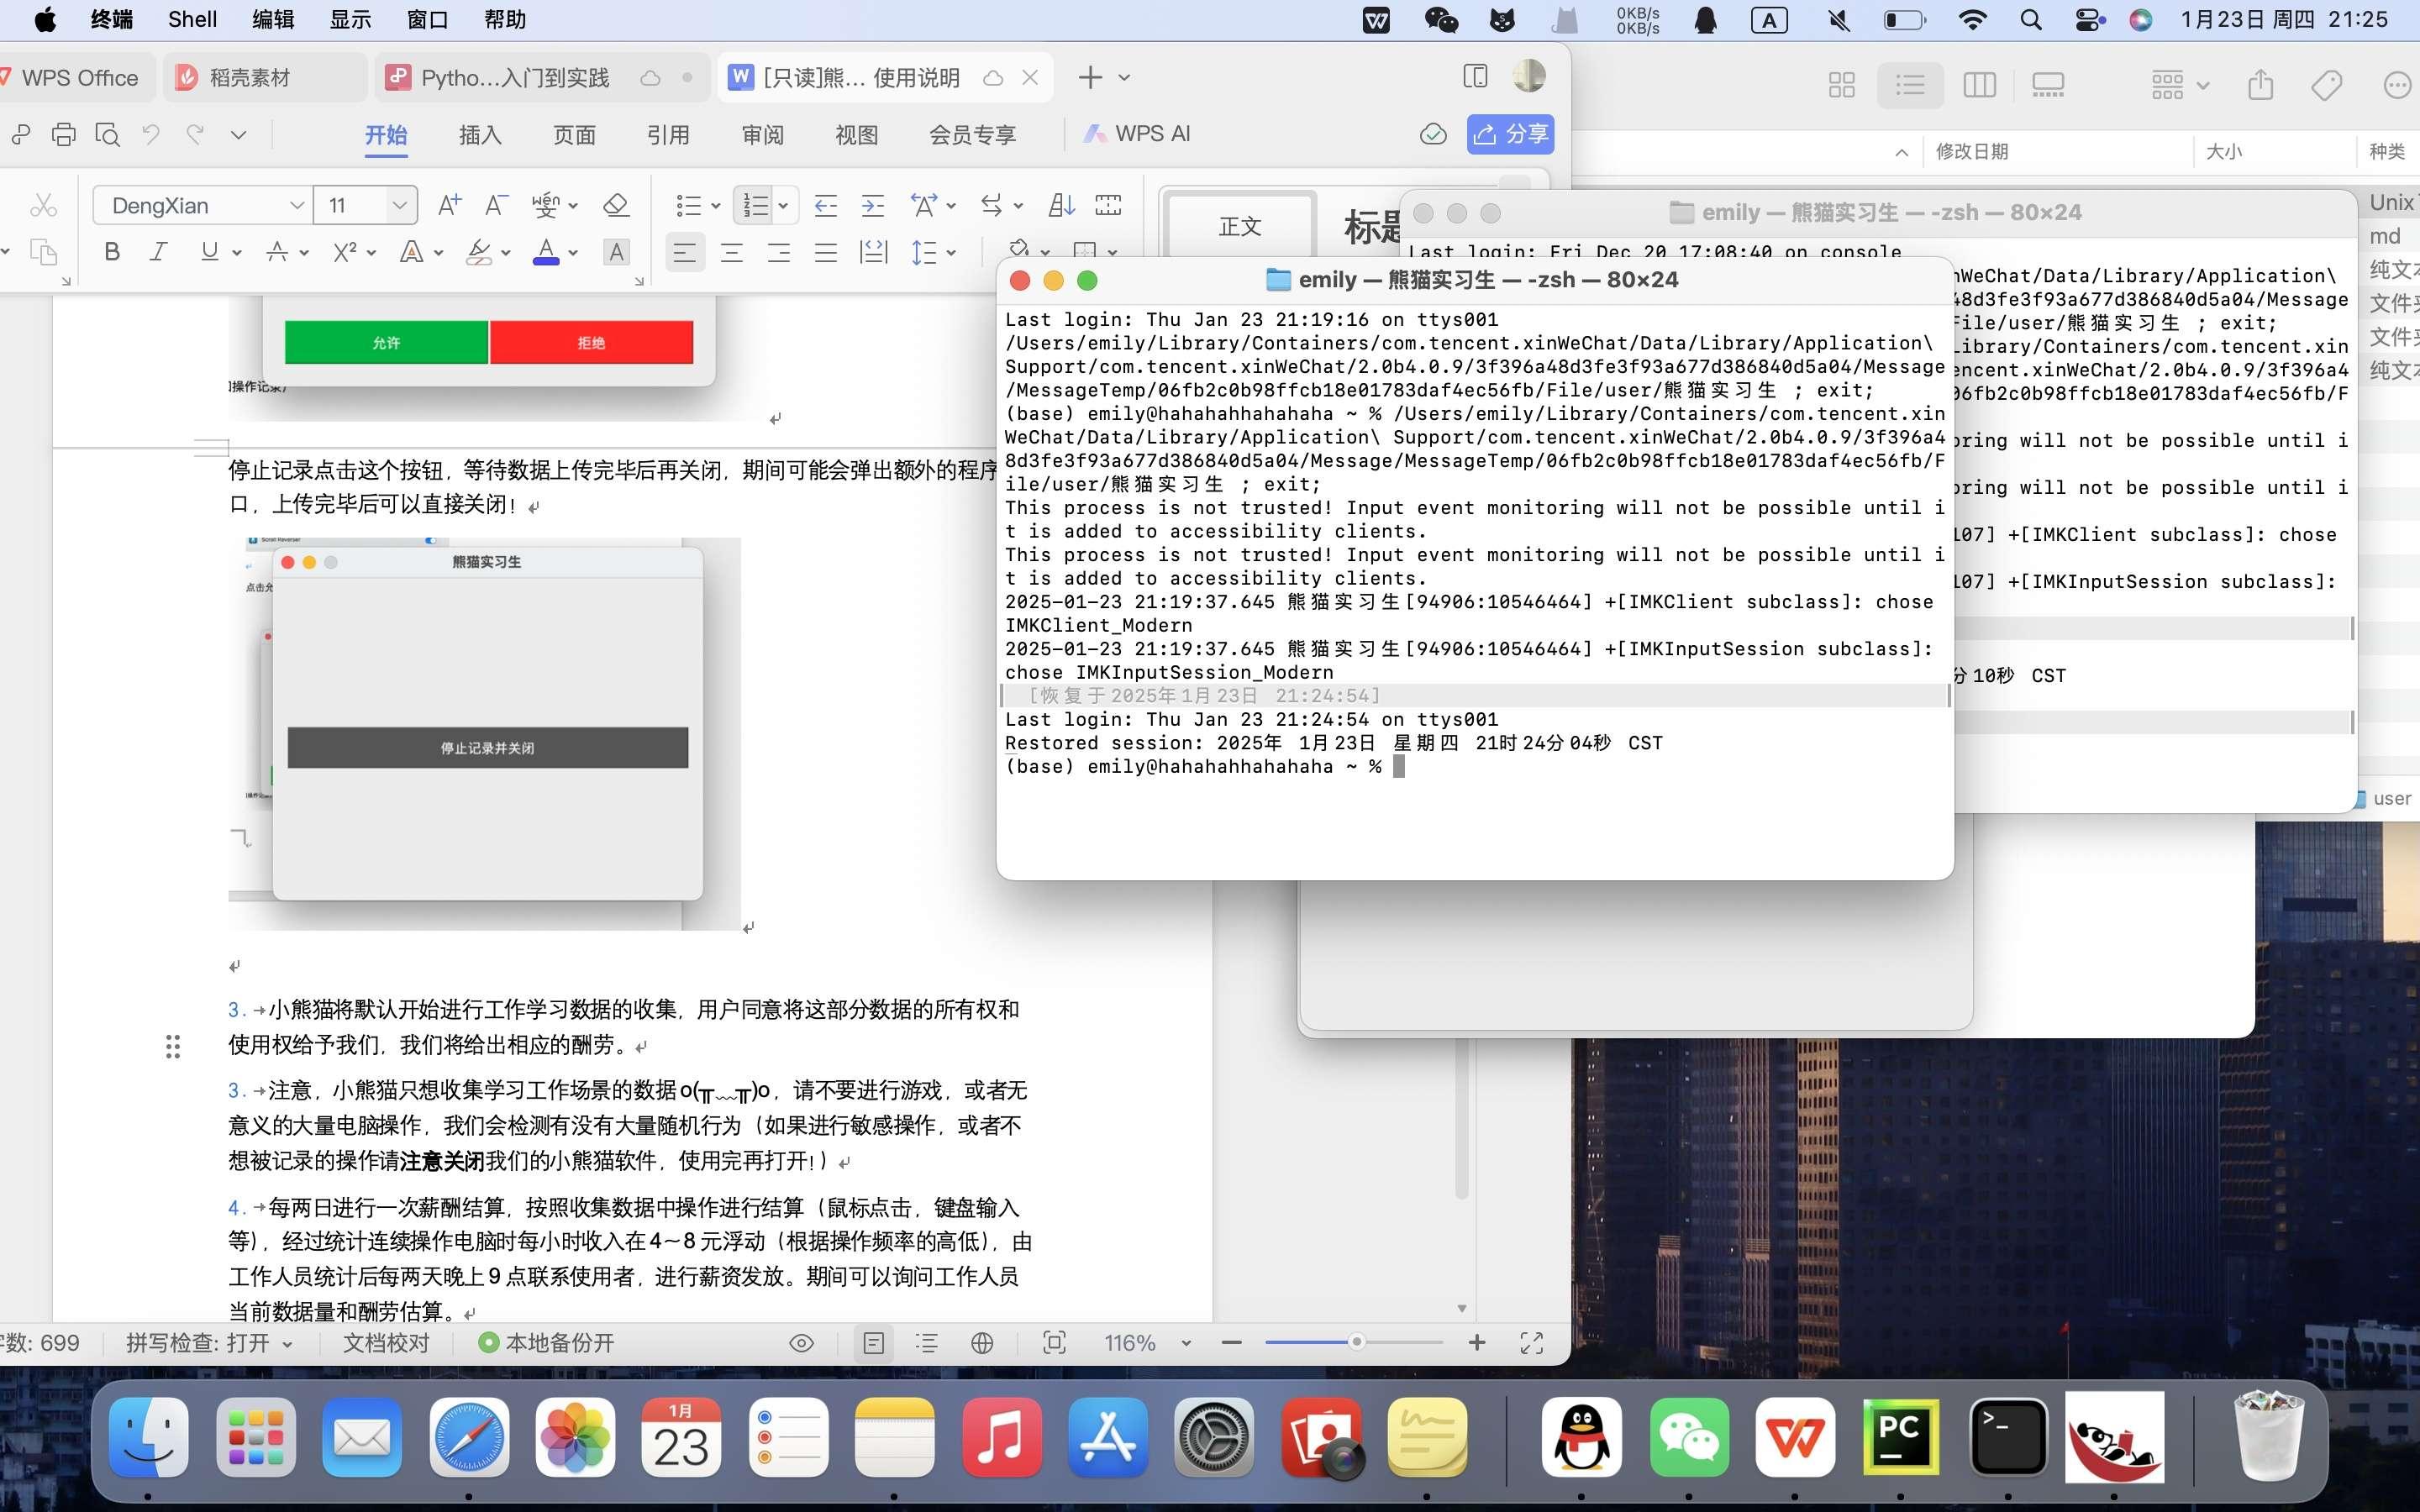 终端 Shell 编辑 显示 窗口 帮助
0KB/s
0KB/s
A
1月23日 周四 21:25
WPS Office
稻壳素材
Pytho...入门到实践
[只读]熊... 使用说明
开始 插入 页面 引用 审阅 视图 会员专享 WPS AI
分享
修改日期 大小 种类
DengXian 11
正文
允许 拒绝
停止记录点击这个按钮，等待数据上传完毕后再关闭，期间可能会弹出额外的程序
口，上传完毕后可以直接关闭！
Scroll Reverser
熊猫实习生
停止记录并关闭
3. 小熊猫将默认开始进行工作学习数据的收集，用户同意将这部分数据的所有权和
使用权给予我们，我们将给出相应的酬劳。
3. 注意，小熊猫只想收集学习工作场景的数据o(╥﹏╥)o，请不要进行游戏，或者无
意义的大量电脑操作，我们会检测有没有大量随机行为（如果进行敏感操作，或者不
想被记录的操作请注意关闭我们的小熊猫软件，使用完再打开！）
4. 每两日进行一次薪酬结算，按照收集数据中操作进行结算（鼠标点击，键盘输入
等），经过统计连续操作电脑时每小时收入在4～8元浮动（根据操作频率的高低），由
工作人员统计后每两天晚上9点联系使用者，进行薪资发放。期间可以询问工作人员
当前数据量和酬劳估算。
字数: 699 拼写检查: 打开 文档校对 本地备份开 116%
emily — 熊猫实习生 — -zsh — 80×24
Last login: Fri Dec 20 17:08:40 on console
nWeChat/Data/Library/Application\
48d3fe3f93a677d386840d5a04/Message
File/user/熊猫实习生 ; exit;
Library/Containers/com.tencent.xin
encent.xinWeChat/2.0b4.0.9/3f396a4
06fb2c0b98ffcb18e01783daf4ec56fb/F
oring will not be possible until i
oring will not be possible until i
107] +[IMKClient subclass]: chose
107] +[IMKInputSession subclass]:
分10秒 CST
emily — 熊猫实习生 — -zsh — 80×24
Last login: Thu Jan 23 21:19:16 on ttys001
/Users/emily/Library/Containers/com.tencent.xinWeChat/Data/Library/Application\
Support/com.tencent.xinWeChat/2.0b4.0.9/3f396a48d3fe3f93a677d386840d5a04/Message
/MessageTemp/06fb2c0b98ffcb18e01783daf4ec56fb/File/user/熊猫实习生 ; exit;
(base) emily@hahahahhahahaha ~ % /Users/emily/Library/Containers/com.tencent.xin
WeChat/Data/Library/Application\ Support/com.tencent.xinWeChat/2.0b4.0.9/3f396a4
8d3fe3f93a677d386840d5a04/Message/MessageTemp/06fb2c0b98ffcb18e01783daf4ec56fb/F
ile/user/熊猫实习生 ; exit;
This process is not trusted! Input event monitoring will not be possible until i
t is added to accessibility clients.
This process is not trusted! Input event monitoring will not be possible until i
t is added to accessibility clients.
2025-01-23 21:19:37.645 熊猫实习生[94906:10546464] +[IMKClient subclass]: chose
IMKClient_Modern
2025-01-23 21:19:37.645 熊猫实习生[94906:10546464] +[IMKInputSession subclass]:
chose IMKInputSession_Modern
[恢复于2025年1月23日 21:24:54]
Last login: Thu Jan 23 21:24:54 on ttys001
Restored session: 2025年 1月23日 星期四 21时24分04秒 CST
(base) emily@hahahahhahahaha ~ %
Unix
md
纯文本
文件夹
文件夹
纯文本
user
1月
23
PC